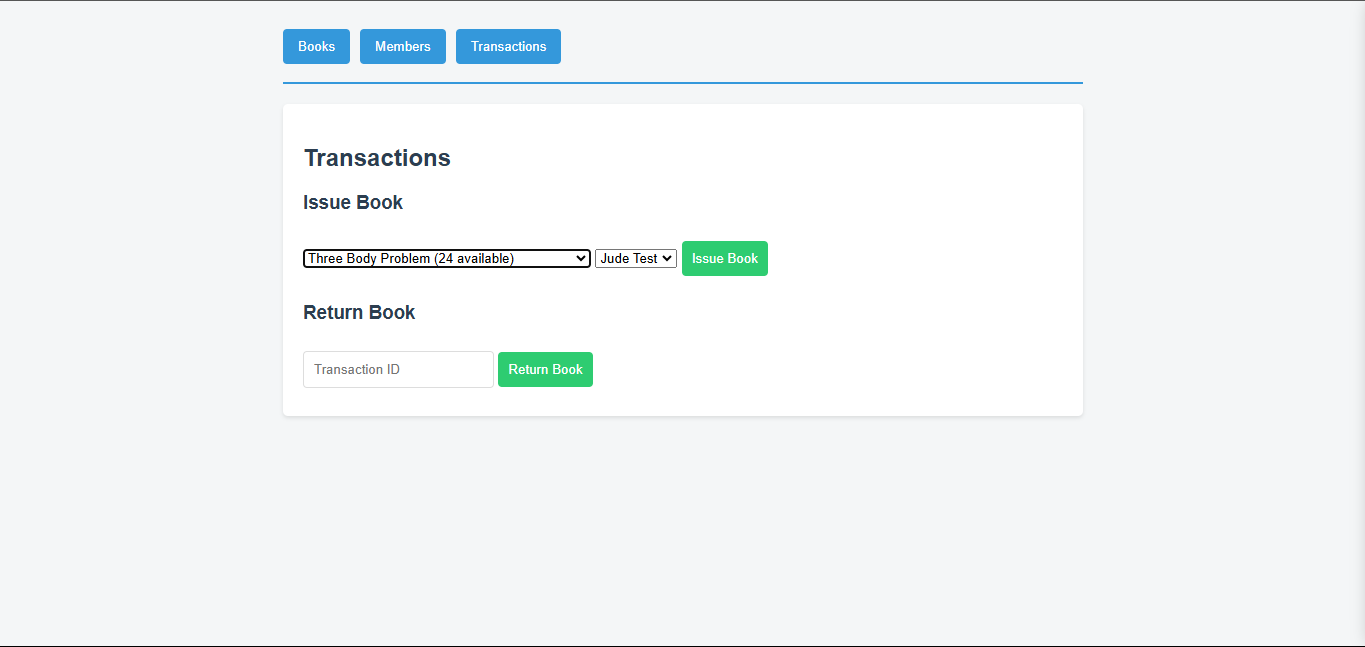 Books Members Transactions
Transactions
Issue Book
Three Body Problem (24 available) Jude Test Issue Book
Return Book
Transaction ID Return Book